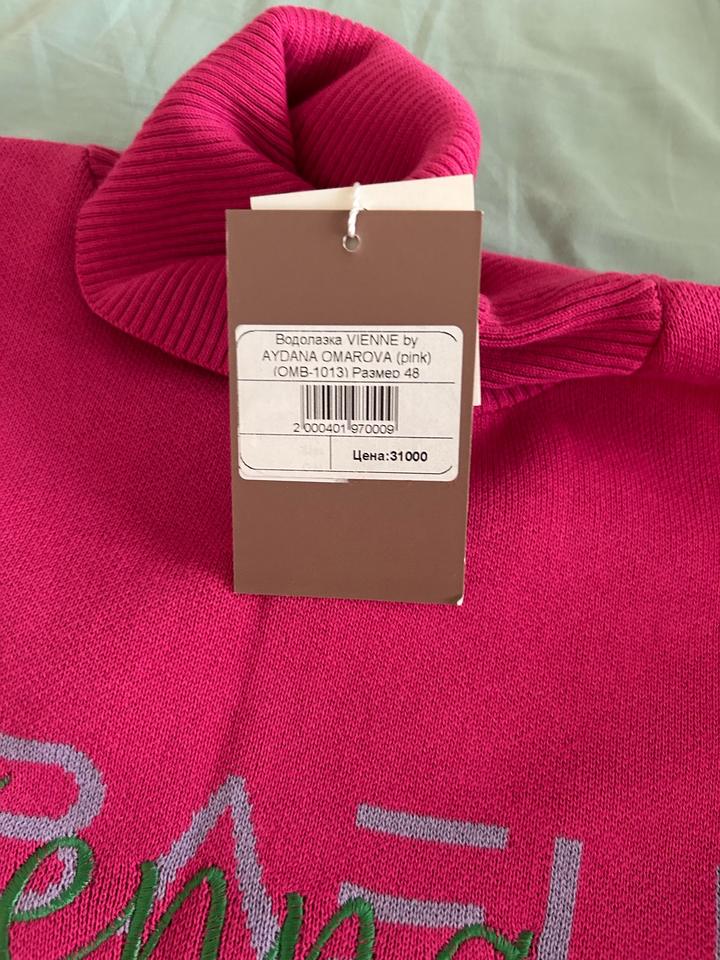 Водолазка VIENNE by
AYDANA OMAROVA (pink)
(OMB-1013) Размер 48
2 000401 970009
Цена:31000